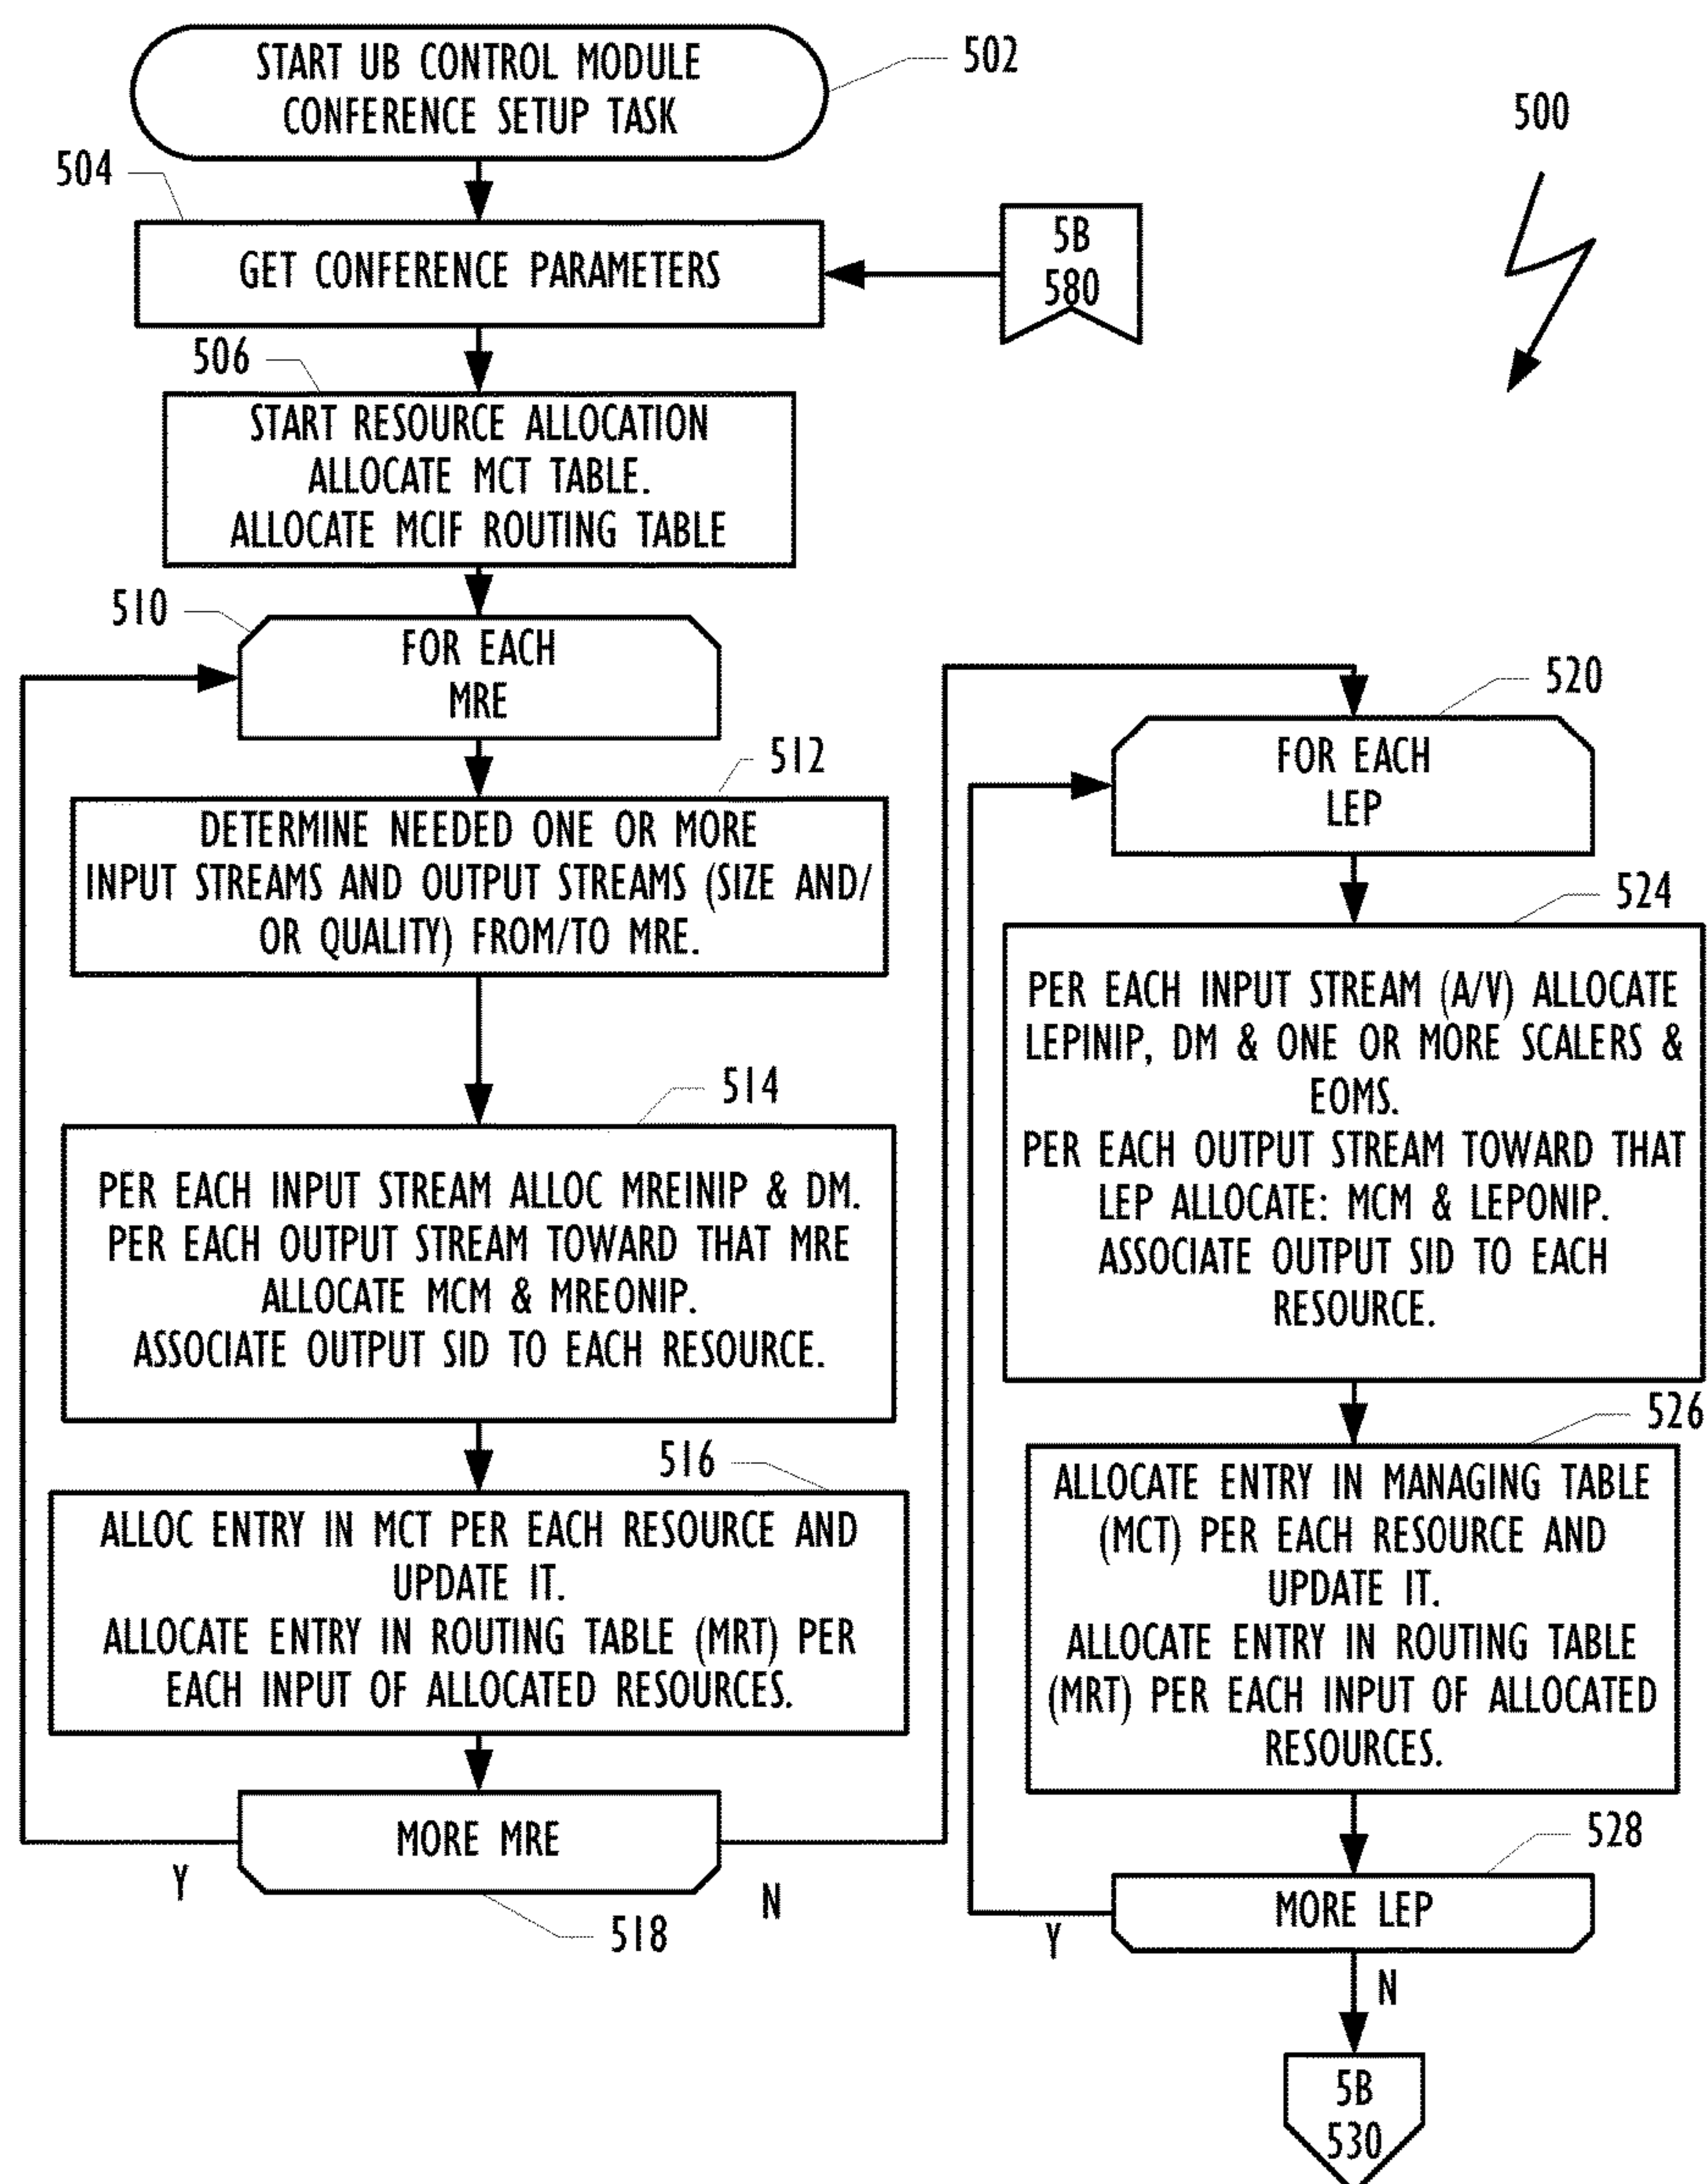 START UB CONTROL MODULE
CONFERENCE SETUP TASK
502
504
GET CONFERENCE PARAMETERS
5B
580
500
506
START RESOURCE ALLOCATION
ALLOCATE MCT TABLE.
ALLOCATE MCIF ROUTING TABLE
510
FOR EACH
MRE
512
DETERMINE NEEDED ONE OR MORE
INPUT STREAMS AND OUTPUT STREAMS (SIZE AND/
OR QUALITY) FROM/TO MRE.
514
PER EACH INPUT STREAM ALLOC MREINIP & DM.
PER EACH OUTPUT STREAM TOWARD THAT MRE
ALLOCATE MCM & MREONIP.
ASSOCIATE OUTPUT SID TO EACH RESOURCE.
516
ALLOC ENTRY IN MCT PER EACH RESOURCE AND
UPDATE IT.
ALLOCATE ENTRY IN ROUTING TABLE (MRT) PER
EACH INPUT OF ALLOCATED RESOURCES.
MORE MRE
Y
N
518
520
FOR EACH
LEP
524
PER EACH INPUT STREAM (A/V) ALLOCATE
LEPINIP, DM & ONE OR MORE SCALERS &
EOMS.
PER EACH OUTPUT STREAM TOWARD THAT
LEP ALLOCATE: MCM & LEPONIP.
ASSOCIATE OUTPUT SID TO EACH
RESOURCE.
526
ALLOCATE ENTRY IN MANAGING TABLE
(MCT) PER EACH RESOURCE AND
UPDATE IT.
ALLOCATE ENTRY IN ROUTING TABLE
(MRT) PER EACH INPUT OF ALLOCATED
RESOURCES.
528
MORE LEP
Y
N
5B
530